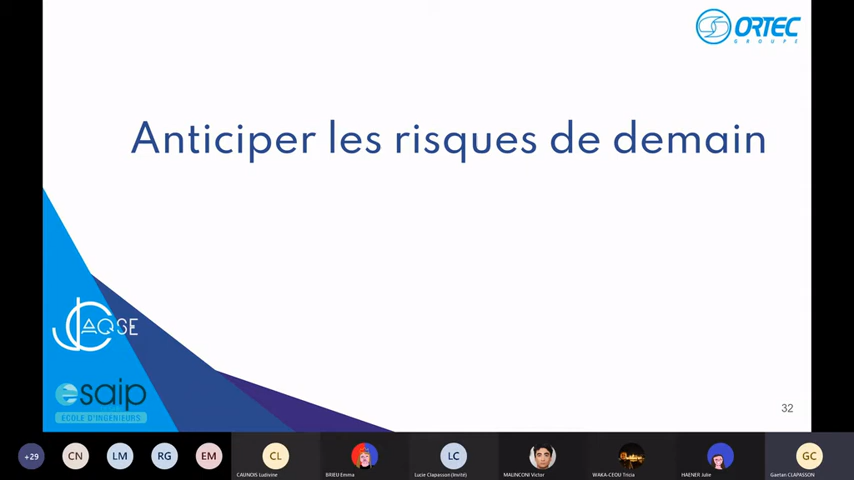 ORTEC
GROUPE
Anticiper les risques de demain
JC AQSE
esaip
ÉCOLE D'INGÉNIEURS
32
+29
CN
LM
RG
EM
CL
LC
GC
CAUNOIS Ludivine
BRIEU Emma
Lucie Clapasson (Invité)
MALINCONI Victor
WAKA-CEOU Tricia
HAENER Julie
Gaetan CLAPASSON